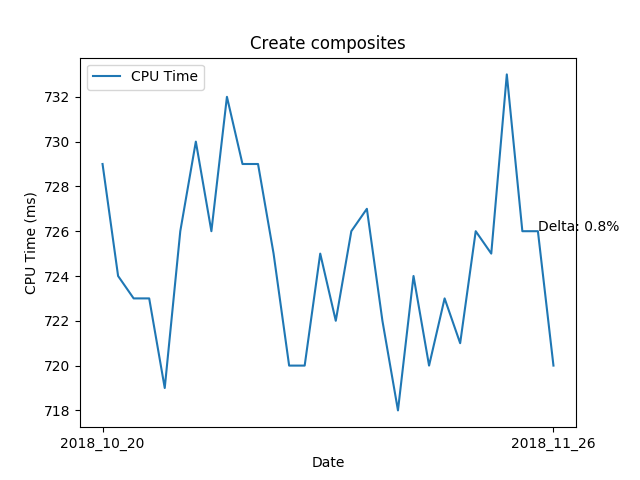 Create composites
CPU Time
CPU Time (ms)
732
730
728
726
724
722
720
718
Delta: 0.8%
2018_10_20
2018_11_26
Date